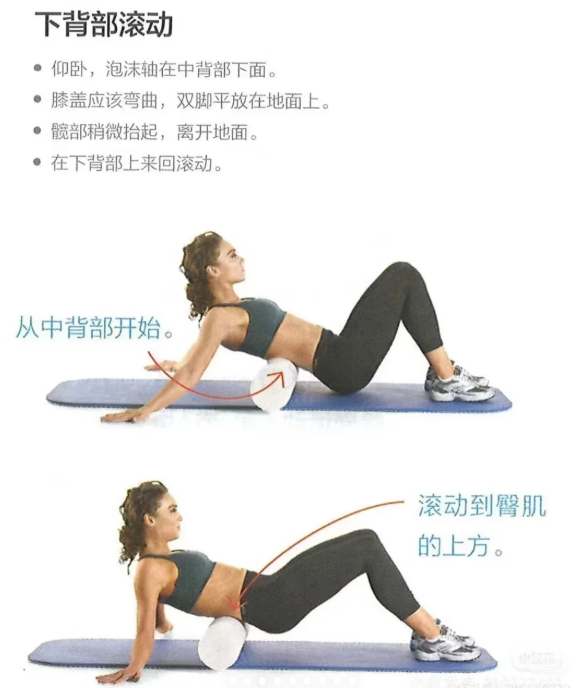 下背部滚动
仰卧，泡沫轴在中背部下面。
膝盖应该弯曲，双脚平放在地面上。
髋部稍微抬起，离开地面。
在下背部上来回滚动。
从中背部开始。
滚动到臀肌
的上方。
小红书